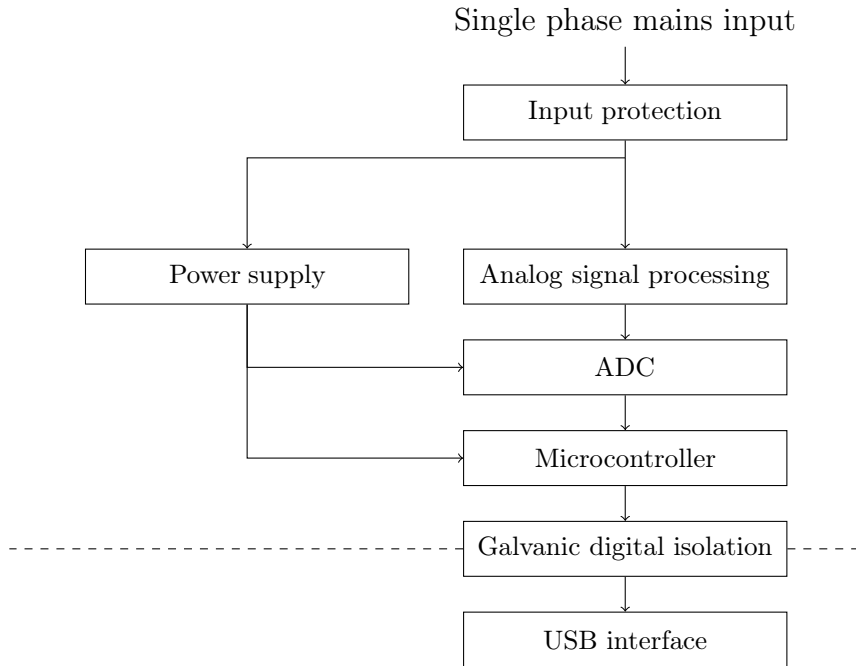 Single phase mains input
Input protection
Power supply
Analog signal processing
ADC
Microcontroller
Galvanic digital isolation
USB interface